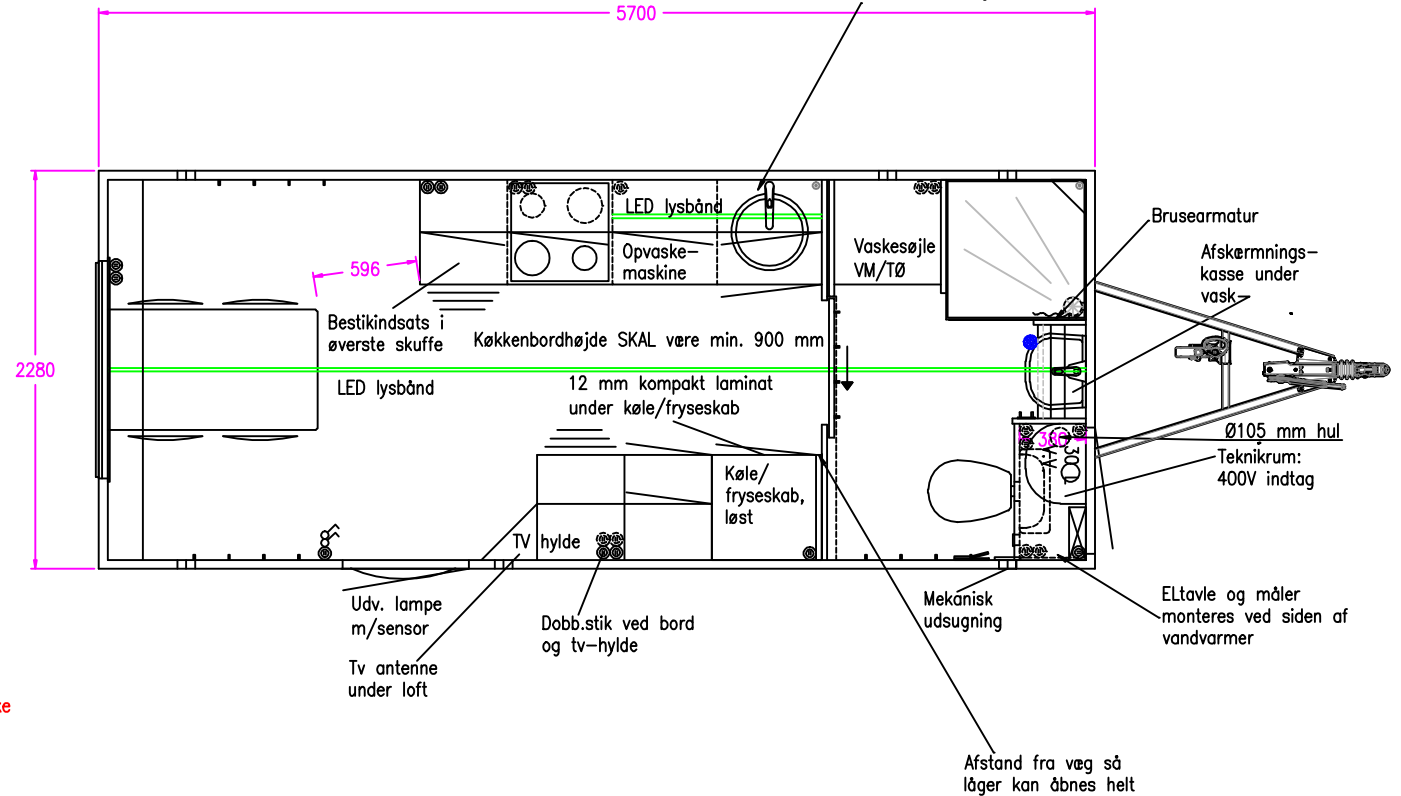 5700
LED lysbånd
Opvaske-
maskine
Vaskesøjle
VM/TØ
Brusearmatur
Afskærmnings-
kasse under
vask
596
Bestikindsats i
øverste skuffe
Køkkenbordhøjde SKAL være min. 900 mm
2280
LED lysbånd
12 mm kompakt laminat
under køle/fryseskab
380
30L
V.V
Ø105 mm hul
Teknikrum:
400V indtag
Køle/
fryseskab,
løst
TV hylde
Udv. lampe
m/sensor
Dobb.stik ved bord
og tv-hylde
Mekanisk
udsugning
ELtavle og måler
monteres ved siden af
vandvarmer
Tv antenne
under loft
Afstand fra væg så
låger kan åbnes helt